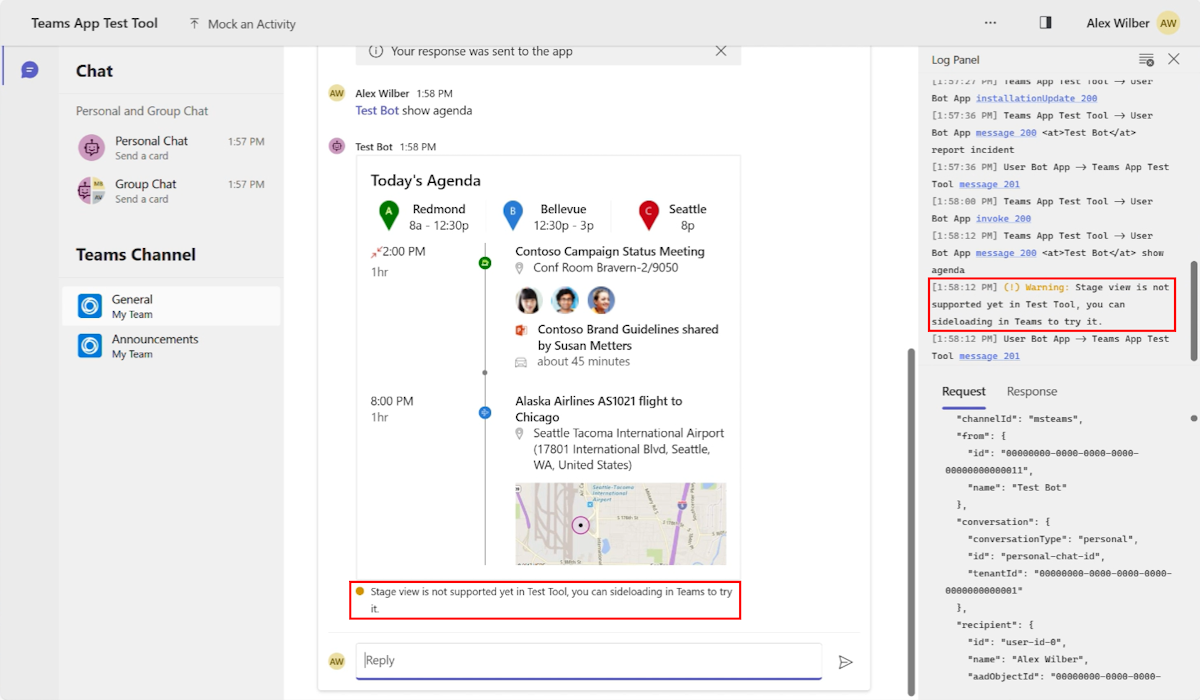 Teams App Test Tool
Mock an Activity
Alex Wilber AW
Chat
Personal and Group Chat
Personal Chat 1:57 PM
Send a card
Group Chat 1:57 PM
Send a card
Teams Channel
General
My Team
Announcements
My Team
Your response was sent to the app
AW Alex Wilber 1:58 PM
Test Bot show agenda
Test Bot 1:58 PM
Today's Agenda
A Redmond
8a - 12:30p
B Bellevue
12:30p - 3p
C Seattle
8p
2:00 PM
1hr
Contoso Campaign Status Meeting
Conf Room Bravern-2/9050
Contoso Brand Guidelines shared
by Susan Metters
about 45 minutes
8:00 PM
1hr
Alaska Airlines AS1021 flight to
Chicago
Seattle Tacoma International Airport
(17801 International Blvd, Seattle,
WA, United States)
Seattle-Tacoma
International
Airport
Stage view is not supported yet in Test Tool, you can sideloading in Teams to try
it.
AW Reply
Log Panel
[1:57:27 PM] Teams App Test Tool → User
Bot App installationUpdate 200
[1:57:36 PM] Teams App Test Tool → User
Bot App message 200 <at>Test Bot</at>
report incident
[1:57:36 PM] User Bot App → Teams App Test
Tool message 201
[1:58:00 PM] Teams App Test Tool → User
Bot App invoke 200
[1:58:12 PM] Teams App Test Tool → User
Bot App message 200 <at>Test Bot</at> show
agenda
[1:58:12 PM] (!) Warning: Stage view is not
supported yet in Test Tool, you can
sideloading in Teams to try it.
[1:58:12 PM] User Bot App → Teams App Test
Tool message 201
Request Response
"channelId": "msteams",
"from": {
"id": "00000000-0000-0000-0000-
00000000000011",
"name": "Test Bot"
},
"conversation": {
"conversationType": "personal",
"id": "personal-chat-id",
"tenantId": "00000000-0000-0000-0000-
0000000000001"
},
"recipient": {
"id": "user-id-0",
"name": "Alex Wilber",
"aadObjectId": "00000000-0000-0000-